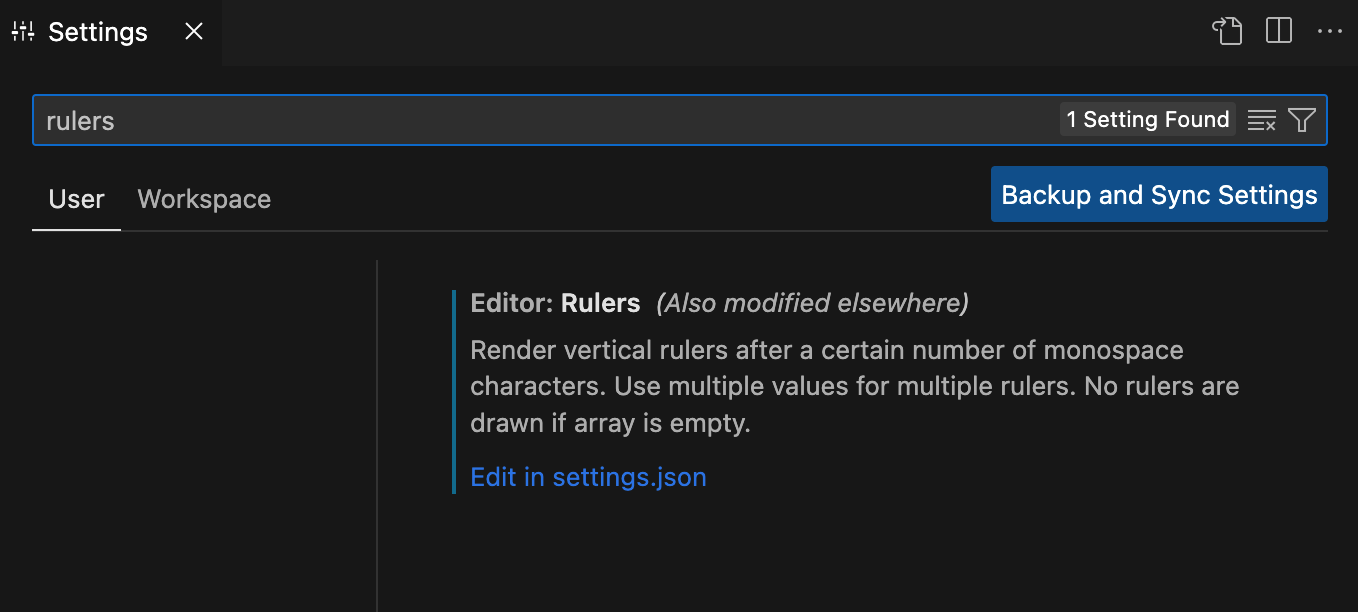 Settings
rulers
1 Setting Found
User Workspace
Backup and Sync Settings
Editor: Rulers (Also modified elsewhere)
Render vertical rulers after a certain number of monospace
characters. Use multiple values for multiple rulers. No rulers are
drawn if array is empty.
Edit in settings.json